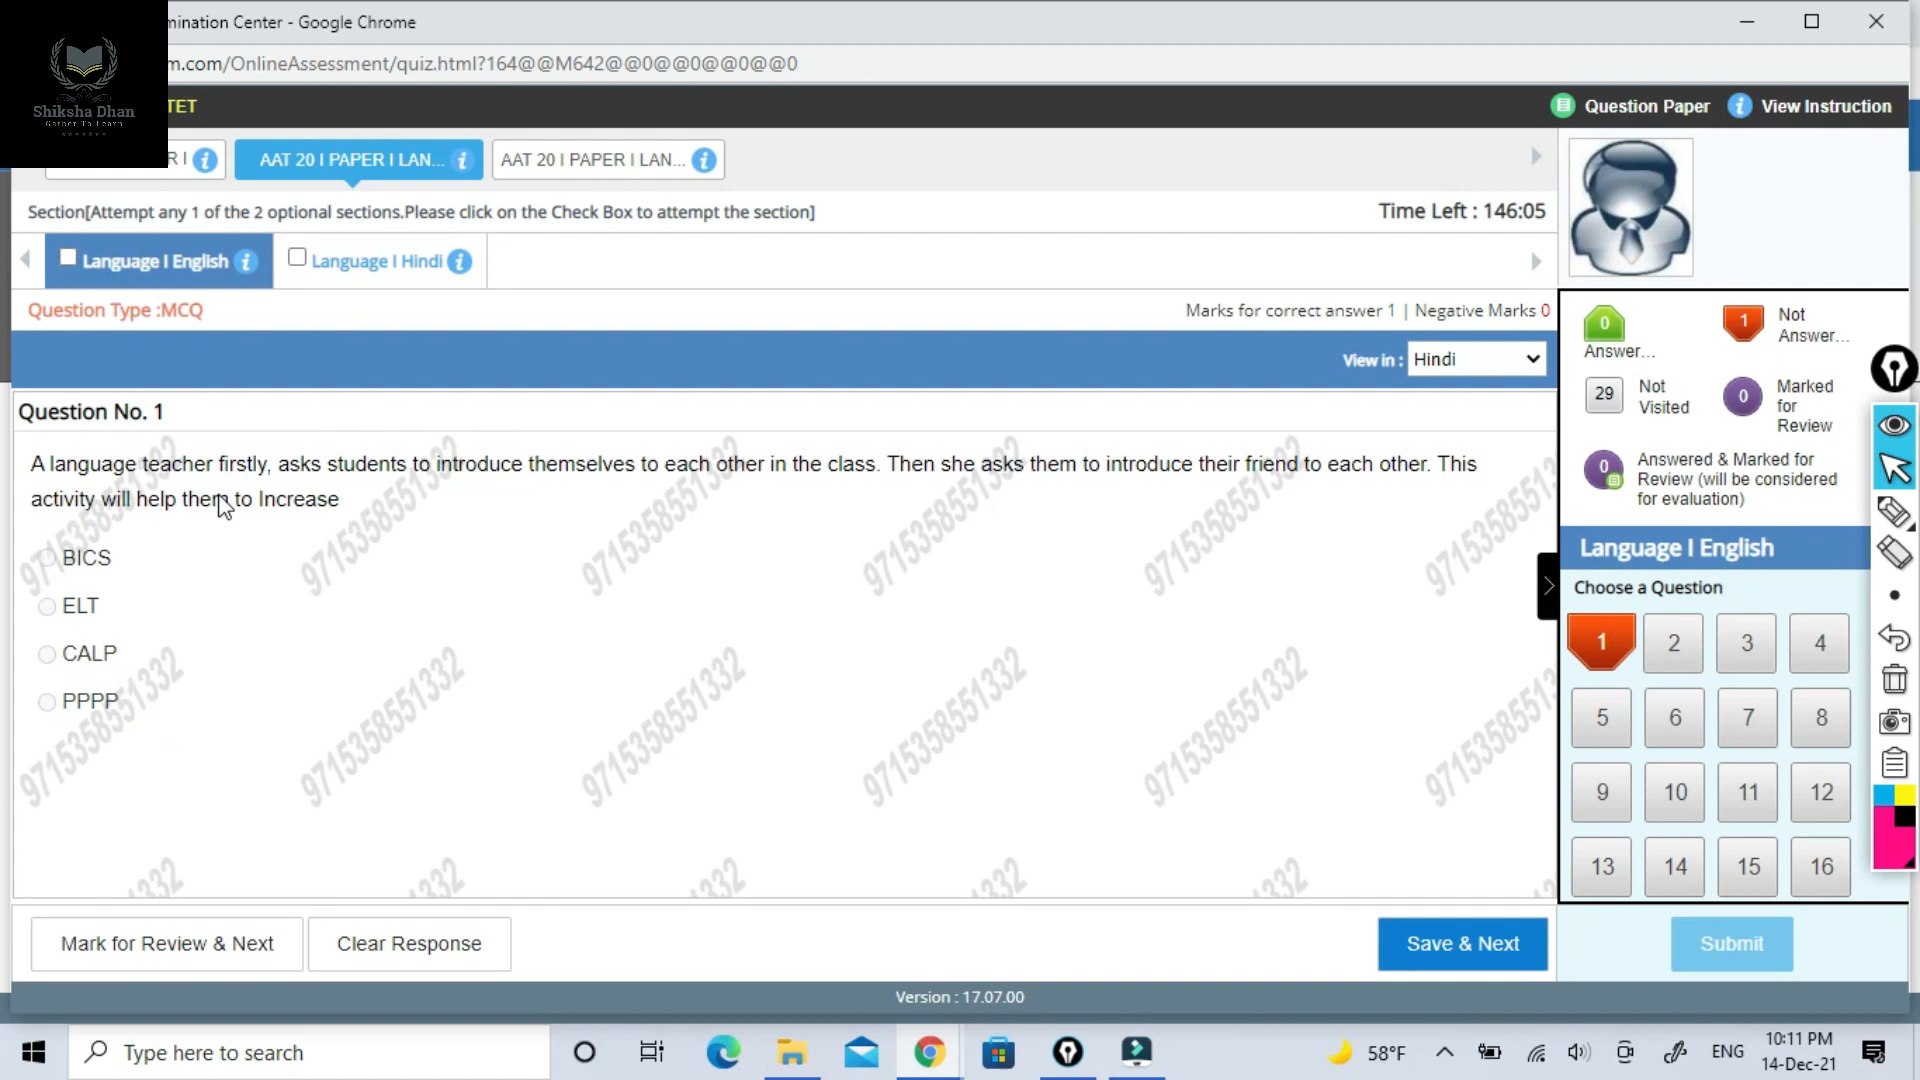 mination Center - Google Chrome
m.com/OnlineAssessment/quiz.html?164@@M642@@0@@0@@0@@0
Shiksha Dhan
Gather To Learn
TET
Question Paper
View Instruction
R I
AAT 20 I PAPER I LAN...
AAT 20 I PAPER I LAN...
Section[Attempt any 1 of the 2 optional sections.Please click on the Check Box to attempt the section]
Time Left : 146:05
Language I English
Language I Hindi
Question Type :MCQ
Marks for correct answer 1 | Negative Marks 0
View in :
Hindi
Question No. 1
A language teacher firstly, asks students to introduce themselves to each other in the class. Then she asks them to introduce their friend to each other. This
activity will help them to Increase
BICS
ELT
CALP
PPPP
9715358551332
0
Answer...
1
Not
Answer...
29
Not
Visited
0
Marked
for
Review
0
Answered & Marked for
Review (will be considered
for evaluation)
Language I English
Choose a Question
1 2 3 4
5 6 7 8
9 10 11 12
13 14 15 16
Mark for Review & Next
Clear Response
Save & Next
Submit
Version : 17.07.00
Type here to search
58°F
ENG
10:11 PM
14-Dec-21